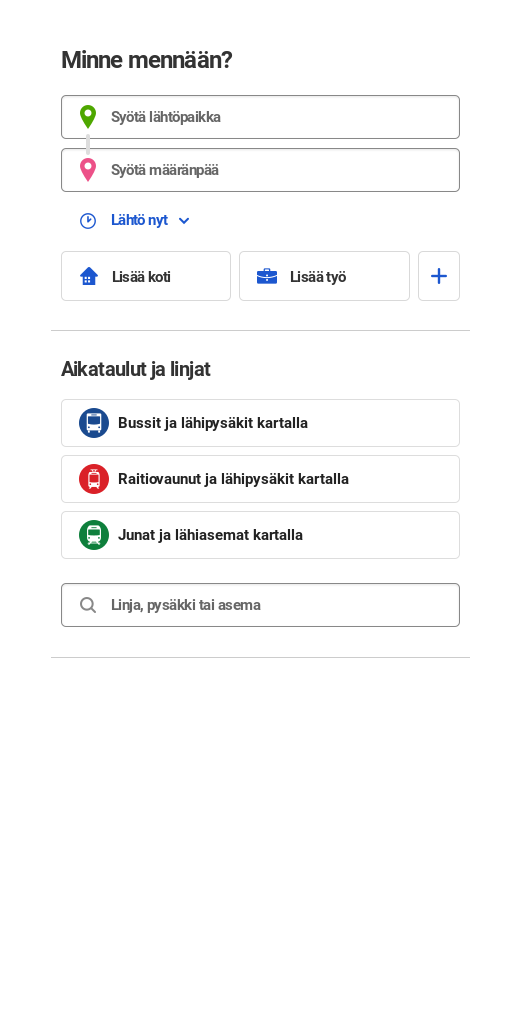 Minne mennään?
Syötä lähtöpaikka
Syötä määränpää
Lähtö nyt
Lisää koti
Lisää työ
Aikataulut ja linjat
Bussit ja lähipysäkit kartalla
Raitiovaunut ja lähipysäkit kartalla
Junat ja lähiasemat kartalla
Linja, pysäkki tai asema